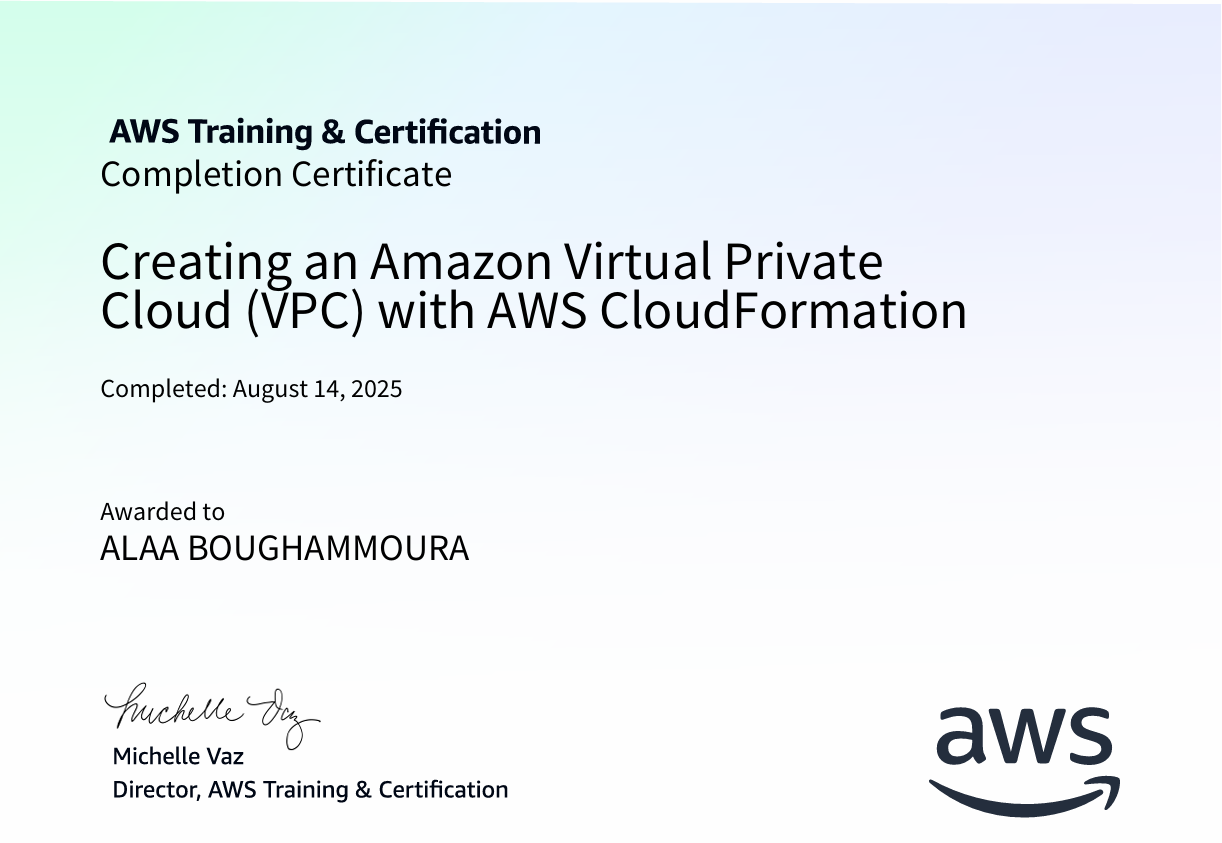 AWS Training & Certification
Completion Certificate
Creating an Amazon Virtual Private
Cloud (VPC) with AWS CloudFormation
Completed: August 14, 2025
Awarded to
ALAA BOUGHAMMOURA
Michelle Vaz
Michelle Vaz
Director, AWS Training & Certification
aws